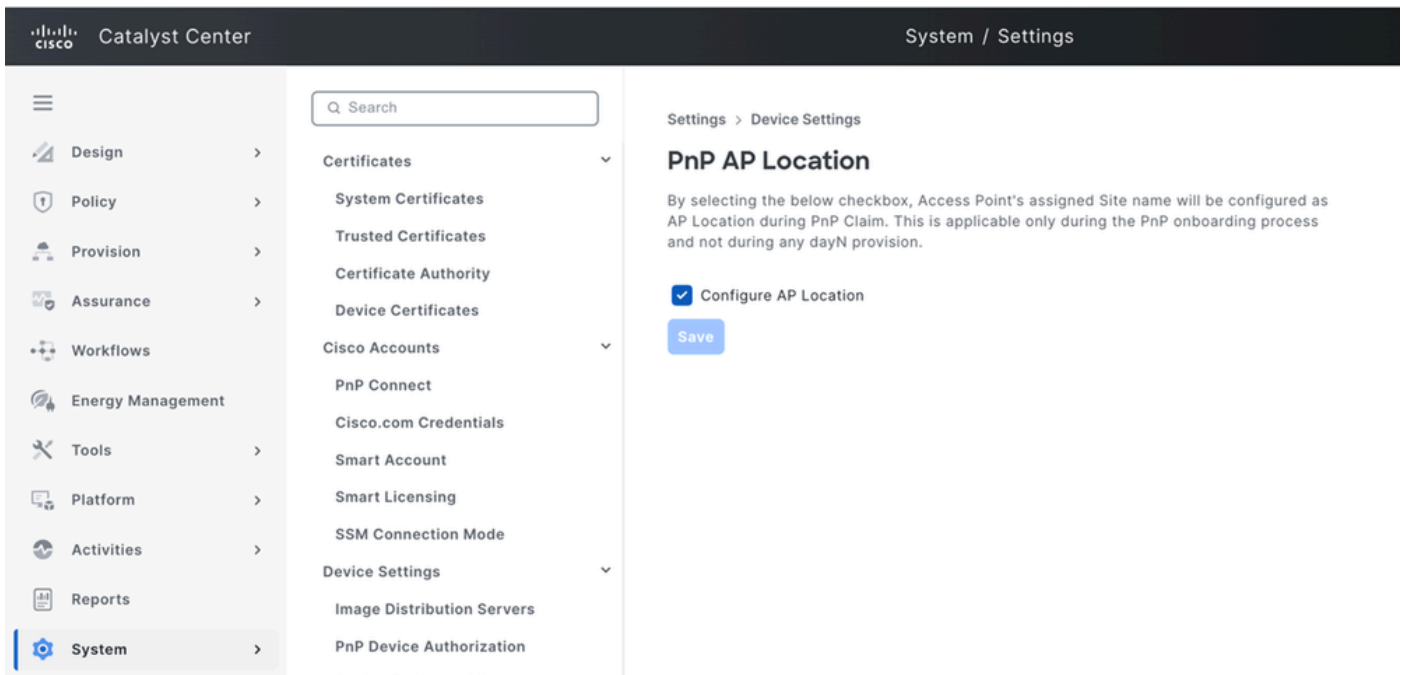 cisco
Catalyst Center
System / Settings
Design
Policy
Provision
Assurance
Workflows
Energy Management
Tools
Platform
Activities
Reports
System
Search
Certificates
System Certificates
Trusted Certificates
Certificate Authority
Device Certificates
Cisco Accounts
PnP Connect
Cisco.com Credentials
Smart Account
Smart Licensing
SSM Connection Mode
Device Settings
Image Distribution Servers
PnP Device Authorization
Settings > Device Settings
PnP AP Location
By selecting the below checkbox, Access Point's assigned Site name will be configured as
AP Location during PnP Claim. This is applicable only during the PnP onboarding process
and not during any dayN provision.
Configure AP Location
Save